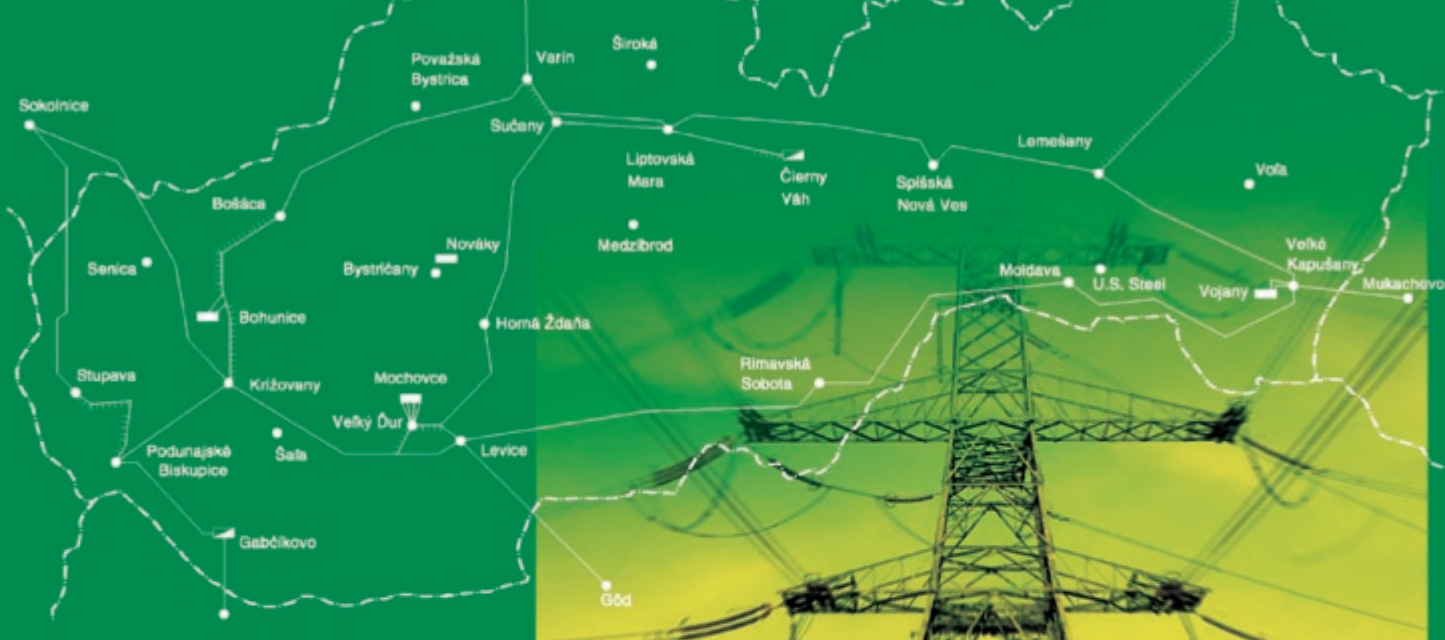 Široká
Varín
Považská
Bystrica
Sokolnice
Sučany
Lemešany
Liptovská
Mara
Čierny
Váh
Spišská
Nová Ves
Voľa
Bošáca
Medzibrod
Nováky
Bystričany
Senica
Veľké
Kapušany
Moldava
U.S. Steel
Vojany
Mukachovo
Bohunice
Horná Ždaňa
Rimavská
Sobota
Stupava
Križovany
Mochovce
Veľký Ďur
Levice
Podunajské
Biskupice
Šaľa
Gabčíkovo
Göd